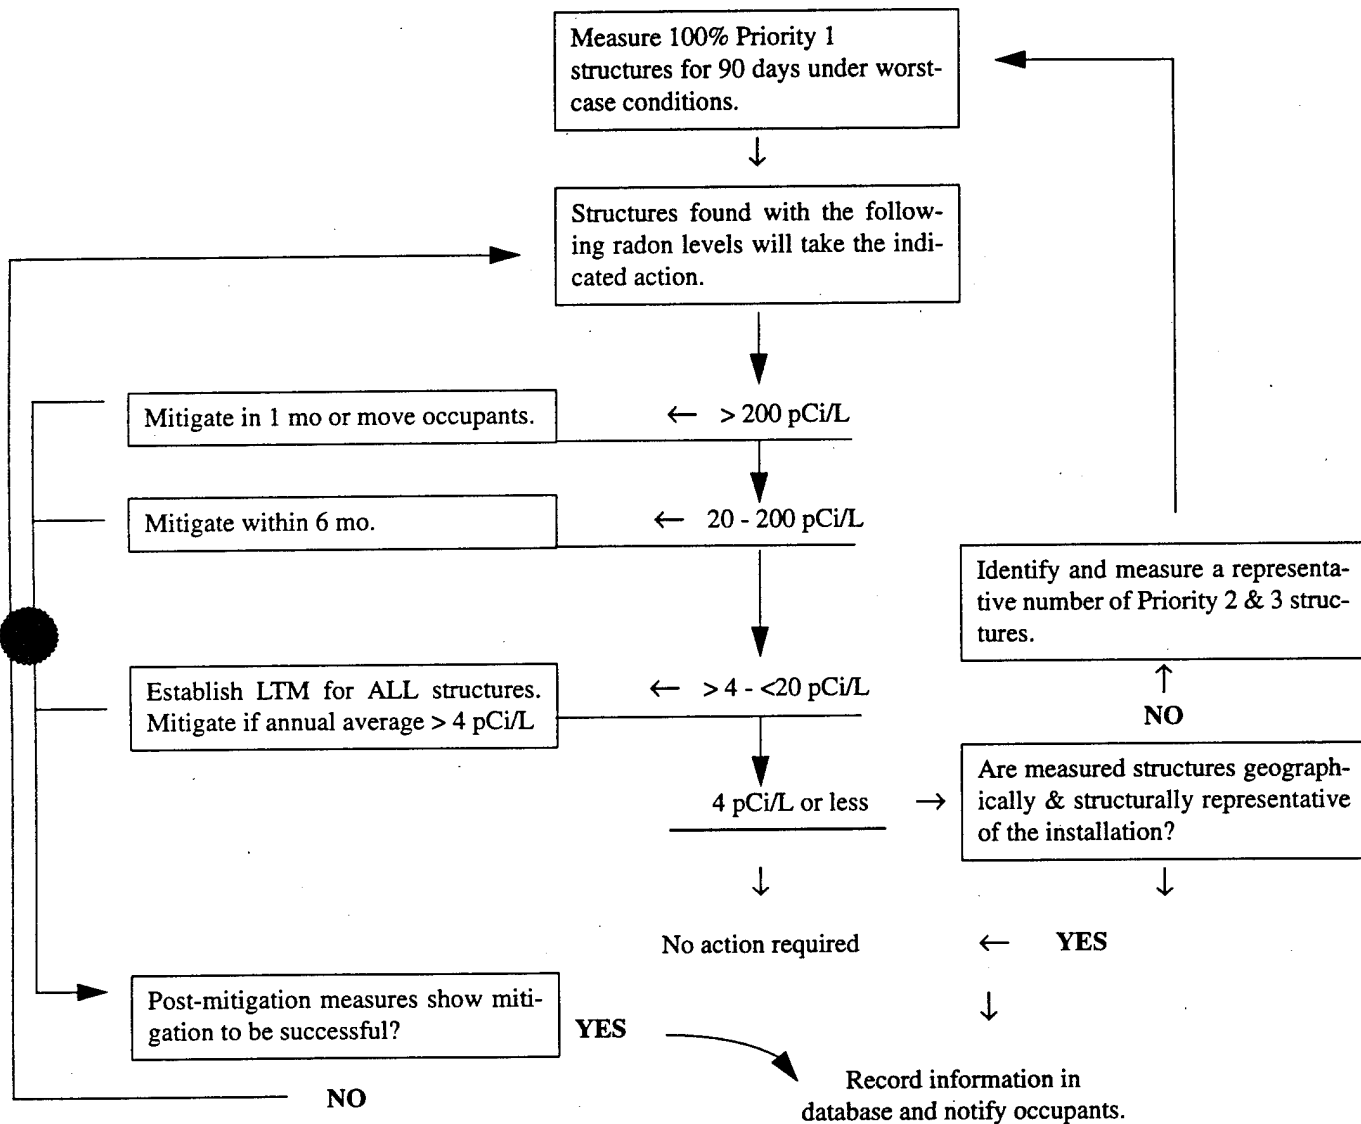 Measure 100% Priority 1
structures for 90 days under worst-
case conditions.
↓
Structures found with the follow-
ing radon levels will take the indi-
cated action.
Mitigate in 1 mo or move occupants.
← > 200 pCi/L
Mitigate within 6 mo.
← 20 - 200 pCi/L
Identify and measure a representa-
tive number of Priority 2 & 3 struc-
tures.
↑
NO
Establish LTM for ALL structures.
Mitigate if annual average > 4 pCi/L
← > 4 - <20 pCi/L
4 pCi/L or less →
Are measured structures geograph-
ically & structurally representative
of the installation?
↓ ↓
No action required ← YES
↓
Post-mitigation measures show miti-
gation to be successful?
YES
NO
Record information in
database and notify occupants.